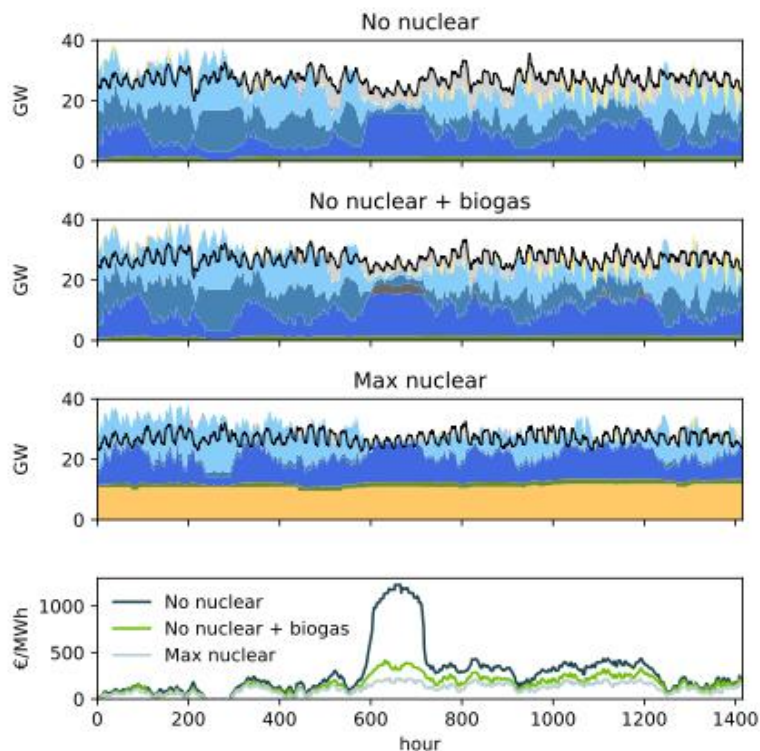 No nuclear
40
20
0
GW
No nuclear + biogas
40
20
0
GW
Max nuclear
40
20
0
GW
1000
500
0
€/MWh
No nuclear
No nuclear + biogas
Max nuclear
0 200 400 600 800 1000 1200 1400
hour